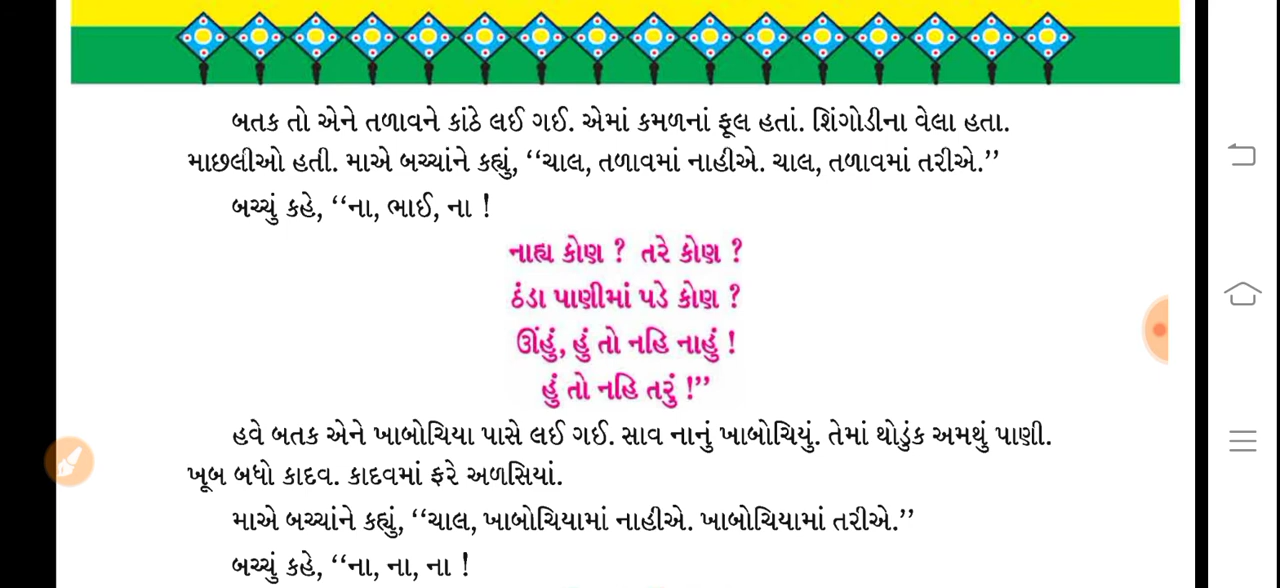 બતક તો એને તળાવને કાંઠે લઈ ગઈ. એમાં કમળનાં ફૂલ હતાં. શિંગોડીના વેલા હતા.
માછલીઓ હતી. માએ બચ્ચાંને કહ્યું, ‘‘ચાલ, તળાવમાં નાહીએ. ચાલ, તળાવમાં તરીએ.’’
બચ્ચું કહે, ‘‘ના, ભાઈ, ના !
નાહ્ય કોણ ? તરે કોણ ?
ઠંડા પાણીમાં પડે કોણ ?
ઊંહું, હું તો નહિ નાહું !
હું તો નહિ તરું !’’
હવે બતક એને ખાબોચિયા પાસે લઈ ગઈ. સાવ નાનું ખાબોચિયું. તેમાં થોડુંક અમથું પાણી.
ખૂબ બધો કાદવ. કાદવમાં ફરે અળસિયાં.
માએ બચ્ચાંને કહ્યું, ‘‘ચાલ, ખાબોચિયામાં નાહીએ. ખાબોચિયામાં તરીએ.’’
બચ્ચું કહે, ‘‘ના, ના, ના !